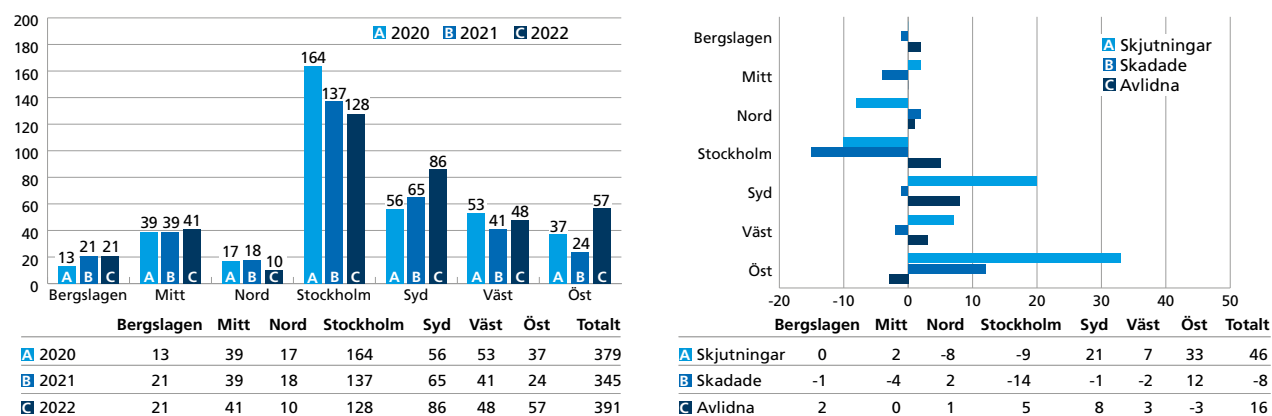 200
180
160
140
120
100
80
60
40
20
0
A 2020 B 2021 C 2022
13 21 21
39 39 41
17 18 10
164 137 128
56 65 86
53 41 48
37 24 57
A B C A B C A B C A B C A B C A B C A B C
Bergslagen Mitt Nord Stockholm Syd Väst Öst
Bergslagen Mitt Nord Stockholm Syd Väst Öst Totalt
A 2020 13 39 17 164 56 53 37 379
B 2021 21 39 18 137 65 41 24 345
C 2022 21 41 10 128 86 48 57 391
Bergslagen
Mitt
Nord
Stockholm
Syd
Väst
Öst
A Skjutningar
B Skadade
C Avlidna
-20 -10 0 10 20 30 40 50
Bergslagen Mitt Nord Stockholm Syd Väst Öst Totalt
A Skjutningar 0 2 -8 -9 21 7 33 46
B Skadade -1 -4 2 -14 -1 -2 12 -8
C Avlidna 2 0 1 5 8 3 -3 16